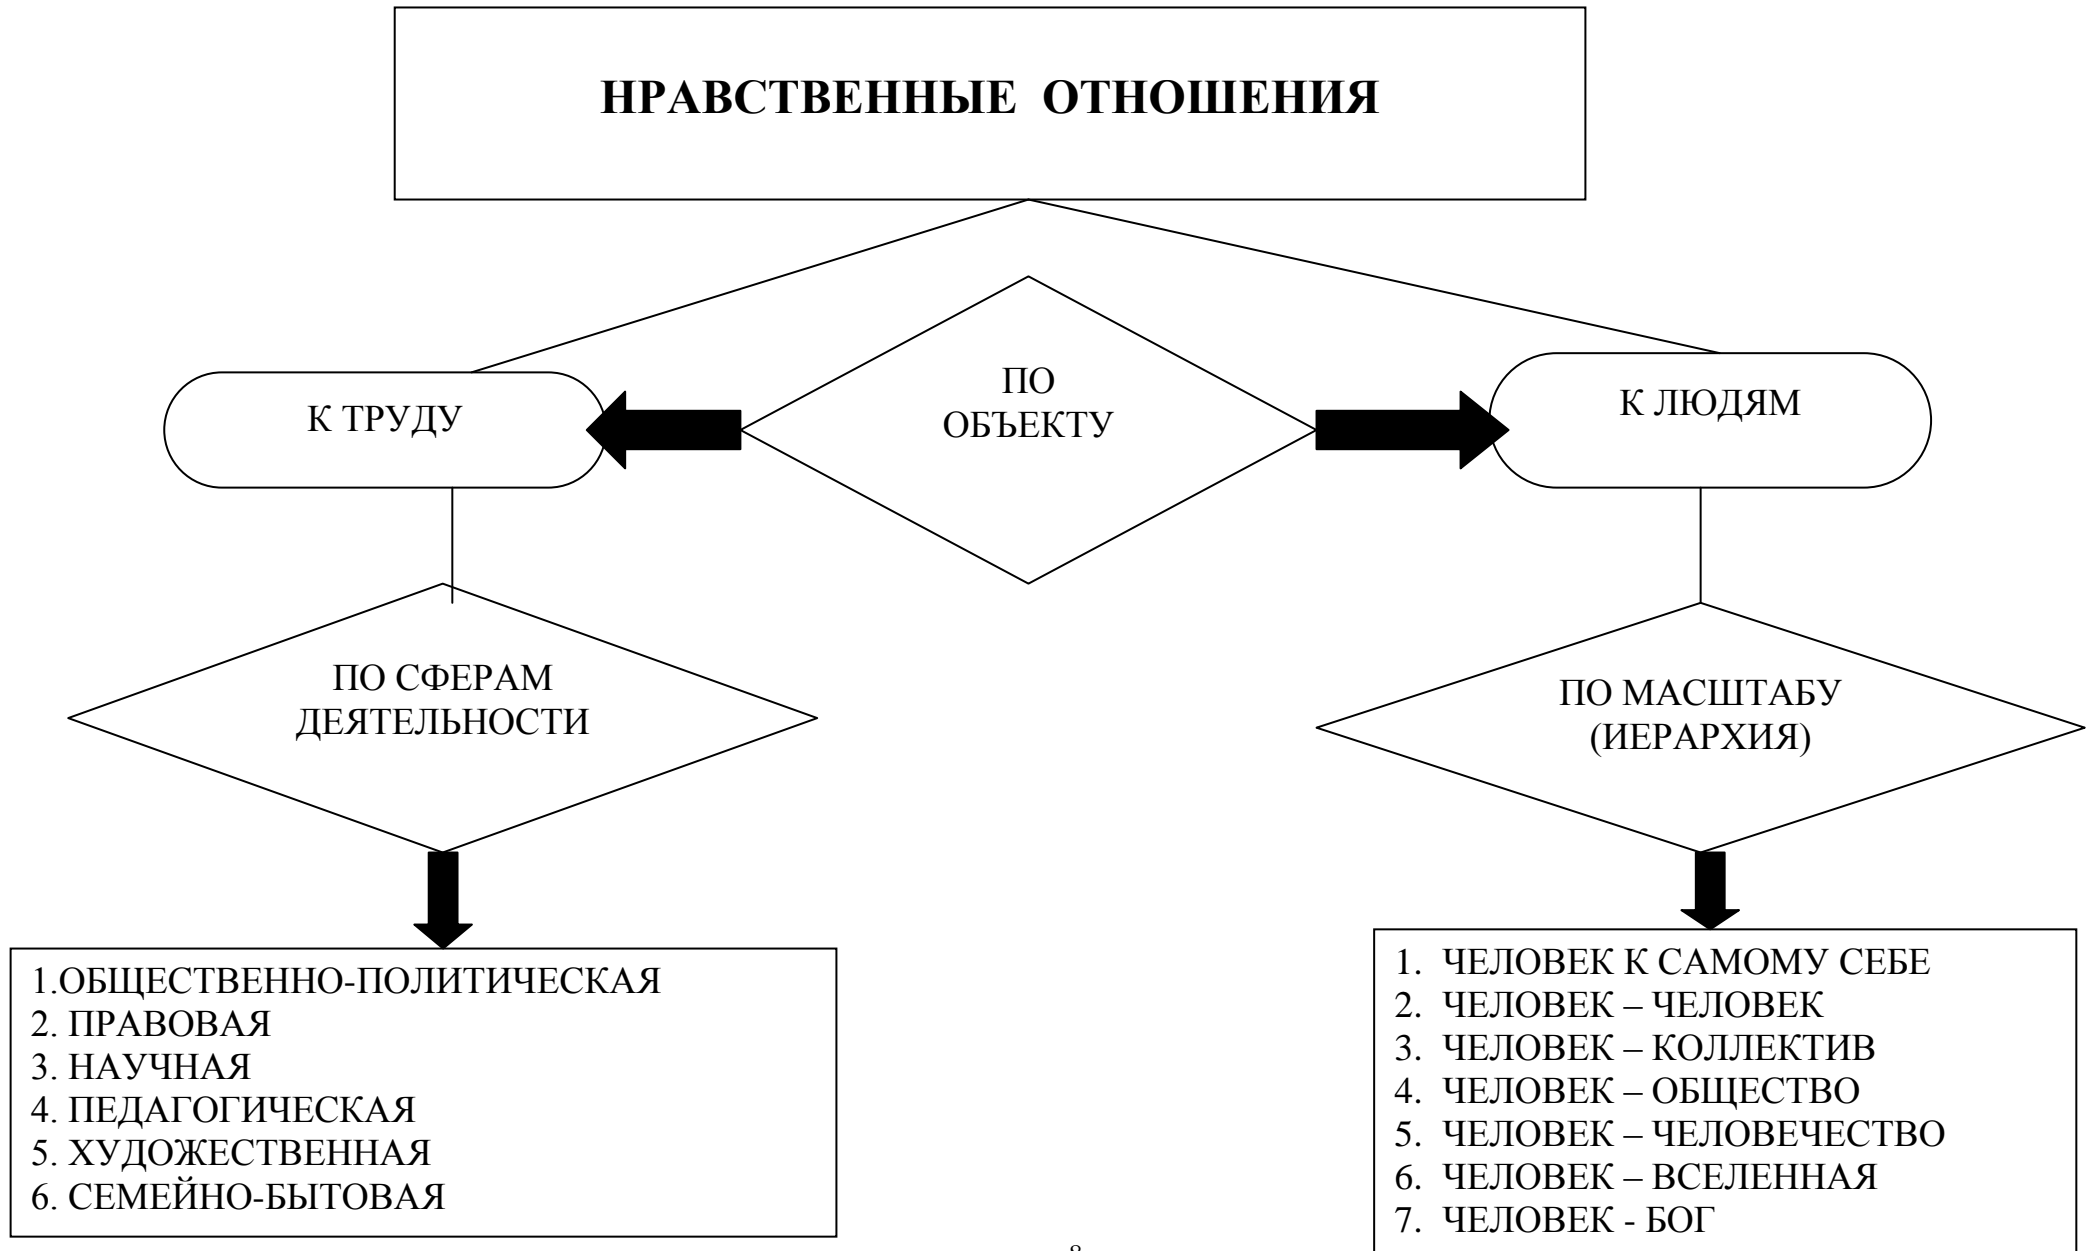 НРАВСТВЕННЫЕ ОТНОШЕНИЯ
ПО
ОБЪЕКТУ
К ТРУДУ
К ЛЮДЯМ
ПО СФЕРАМ
ДЕЯТЕЛЬНОСТИ
ПО МАСШТАБУ
(ИЕРАРХИЯ)
1.ОБЩЕСТВЕННО-ПОЛИТИЧЕСКАЯ
2. ПРАВОВАЯ
3. НАУЧНАЯ
4. ПЕДАГОГИЧЕСКАЯ
5. ХУДОЖЕСТВЕННАЯ
6. СЕМЕЙНО-БЫТОВАЯ
1. ЧЕЛОВЕК К САМОМУ СЕБЕ
2. ЧЕЛОВЕК – ЧЕЛОВЕК
3. ЧЕЛОВЕК – КОЛЛЕКТИВ
4. ЧЕЛОВЕК – ОБЩЕСТВО
5. ЧЕЛОВЕК – ЧЕЛОВЕЧЕСТВО
6. ЧЕЛОВЕК – ВСЕЛЕННАЯ
7. ЧЕЛОВЕК - БОГ
8